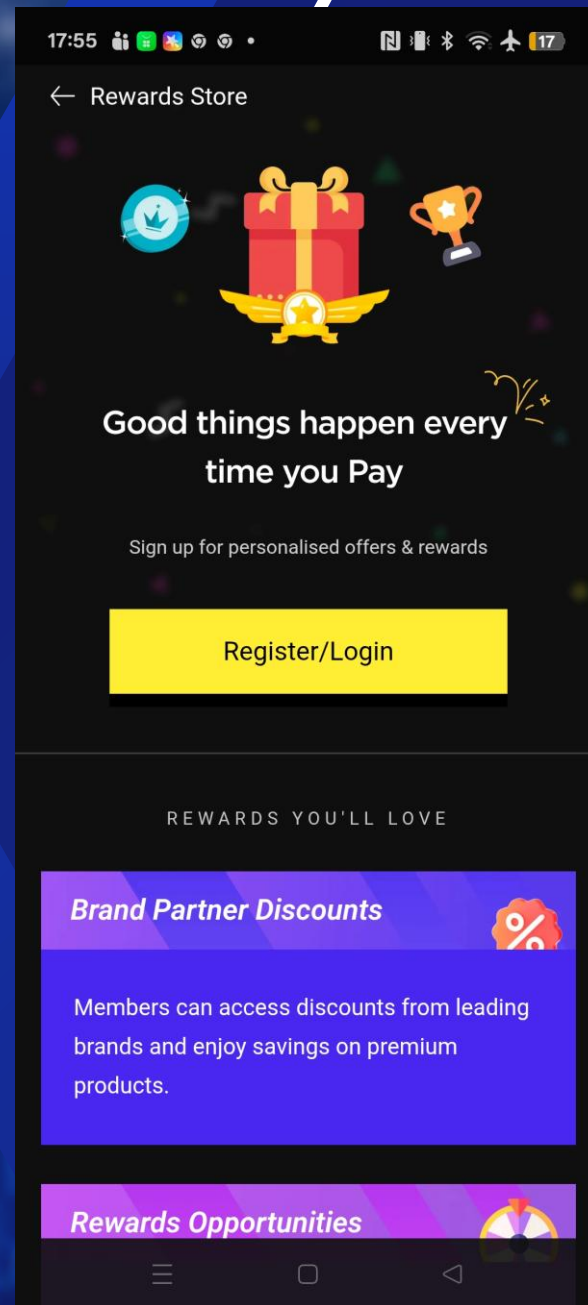 17:55
17
Rewards Store
Good things happen every
time you Pay
Sign up for personalised offers & rewards
Register/Login
REWARDS YOU'LL LOVE
Brand Partner Discounts
%
Members can access discounts from leading
brands and enjoy savings on premium
products.
Rewards Opportunities